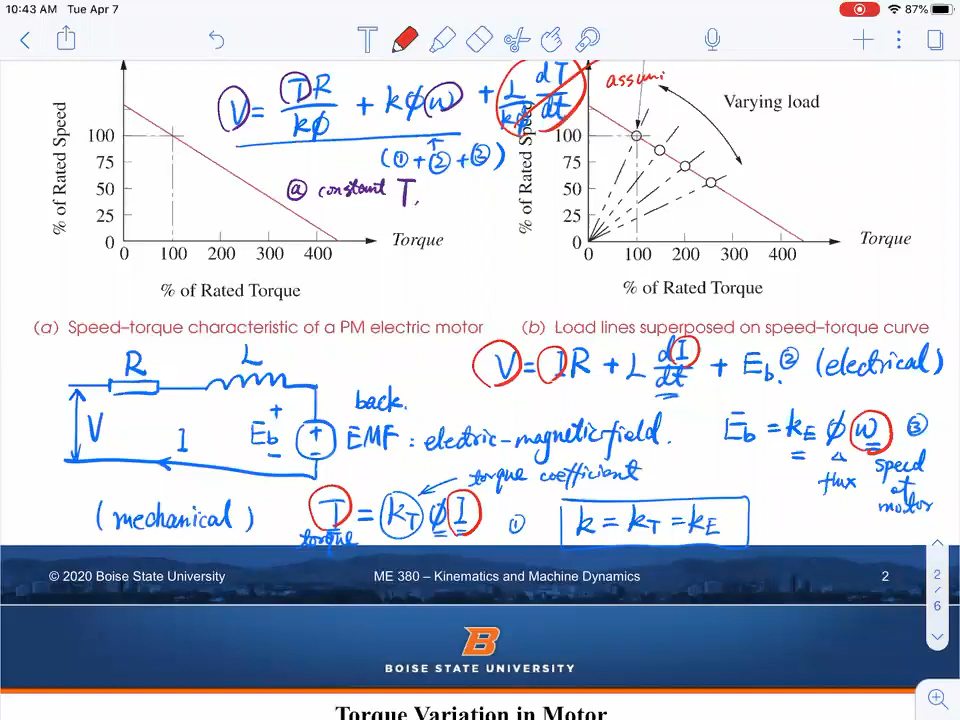 10:43 AM Tue Apr 7
87%
V = TR/kφ + kφ(ω) + L/kφ dT/dt
(① + ② + ③)
@ constant T,
assumi
Varying load
% of Rated Speed
100
75
50
25
0
0 100 200 300 400
Torque
% of Rated Torque
% of Rated Speed
100
75
50
25
0
0 100 200 300 400
Torque
% of Rated Torque
(a) Speed–torque characteristic of a PM electric motor
(b) Load lines superposed on speed–torque curve
R L
V I Eb + −
+ −
V = IR + L dI/dt + Eb. ② (electrical)
back.
EMF : electric-magnetic field.
Eb = kE φ ω ③
flux
speed
of
motor
torque coefficient
(mechanical) T = kT φ I ①
torque
k = kT = kE
© 2020 Boise State University
ME 380 – Kinematics and Machine Dynamics
2
2
/
6
B
BOISE STATE UNIVERSITY
Torque Variation in Motor